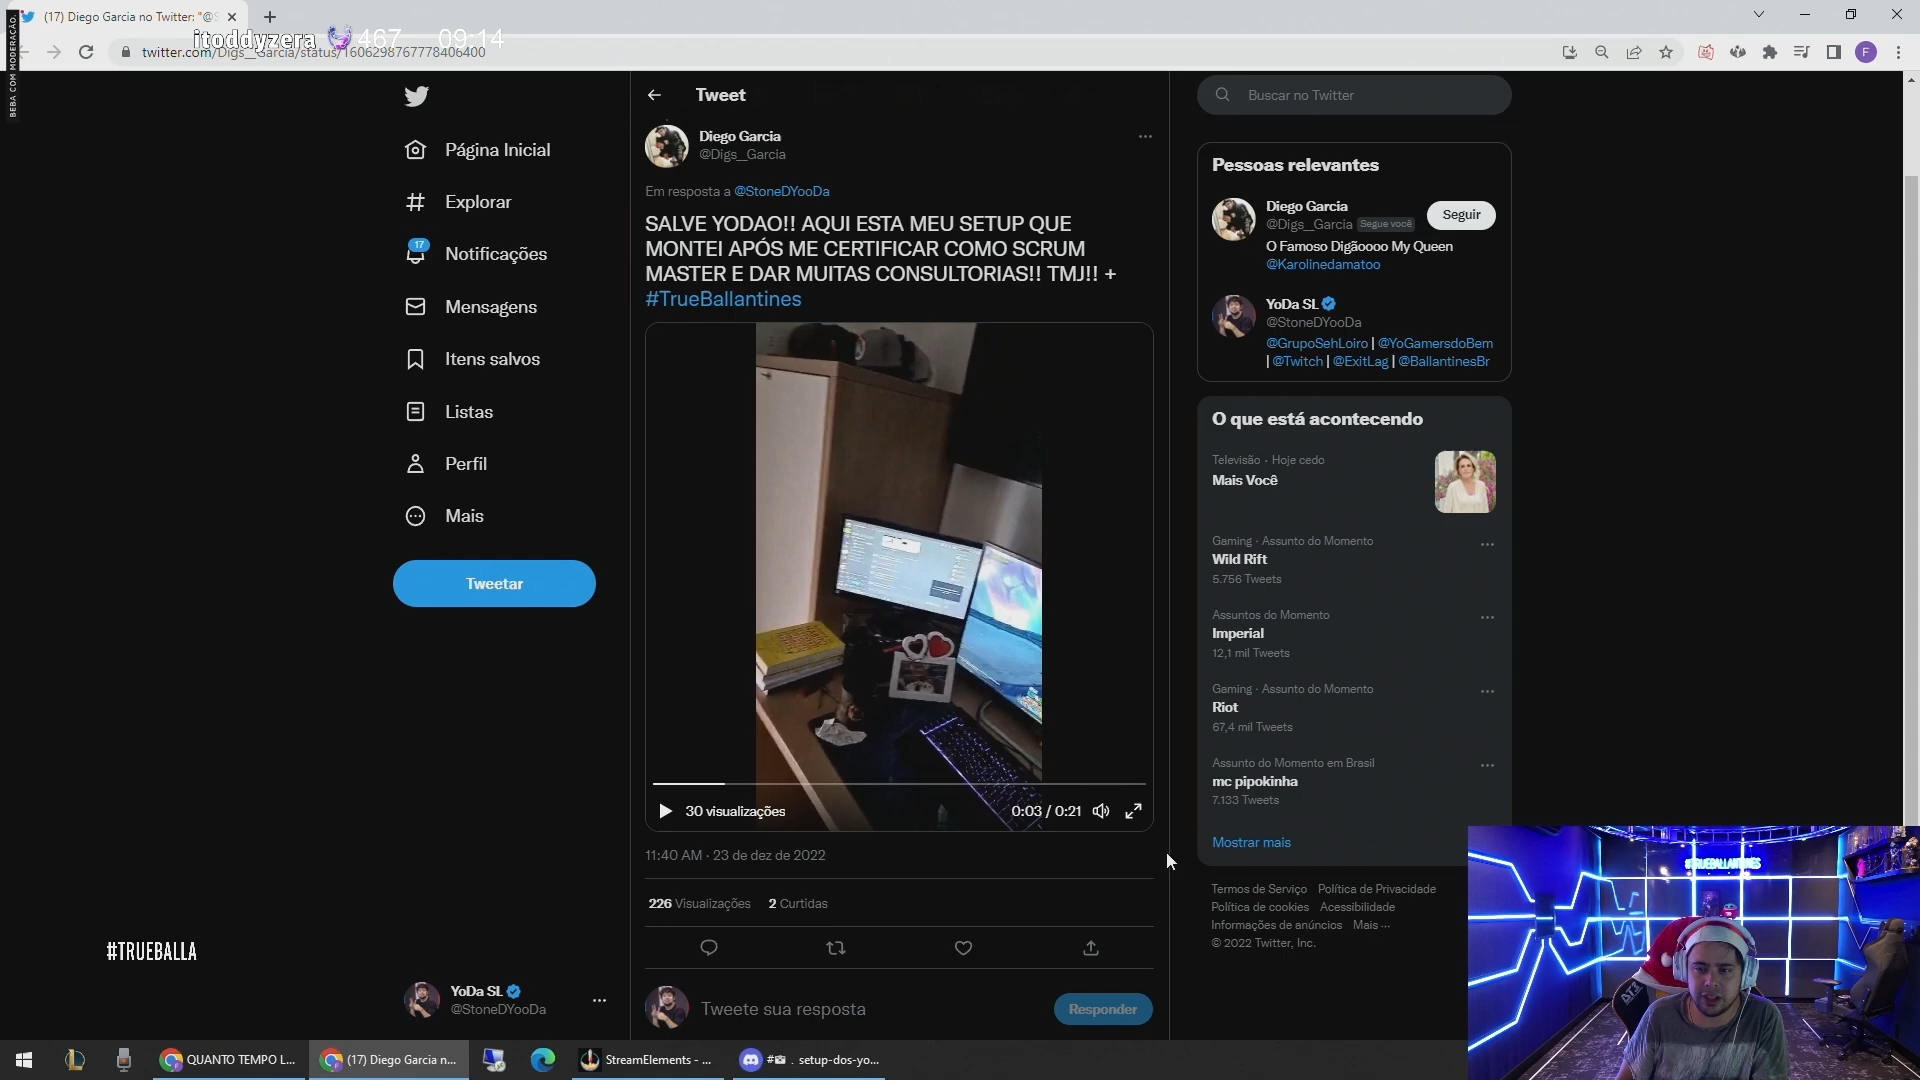 (17) Diego Garcia no Twitter: "@S
itoddyzera 467 09:14
twitter.com/Digs__Garcia/status/1606298767778406400
BEBA COM MODERAÇÃO.
F
Tweet
Buscar no Twitter
Página Inicial
Explorar
17
Notificações
Mensagens
Itens salvos
Listas
Perfil
Mais
Tweetar
Diego Garcia
@Digs__Garcia
Em resposta a @StoneDYooDa
SALVE YODAO!! AQUI ESTA MEU SETUP QUE
MONTEI APÓS ME CERTIFICAR COMO SCRUM
MASTER E DAR MUITAS CONSULTORIAS!! TMJ!! +
#TrueBallantines
30 visualizações
0:03 / 0:21
11:40 AM · 23 de dez de 2022
226 Visualizações 2 Curtidas
Tweete sua resposta
Responder
Pessoas relevantes
Diego Garcia
@Digs_Garcia Segue você
Seguir
O Famoso Digãoooo My Queen
@Karolinedamatoo
YoDa SL
@StoneDYooDa
@GrupoSehLoiro | @YoGamersdoBem
| @Twitch | @ExitLag | @BallantinesBr
O que está acontecendo
Televisão · Hoje cedo
Mais Você
Gaming · Assunto do Momento
Wild Rift
5.756 Tweets
Assuntos do Momento
Imperial
12,1 mil Tweets
Gaming · Assunto do Momento
Riot
67,4 mil Tweets
Assunto do Momento em Brasil
mc pipokinha
7.133 Tweets
Mostrar mais
Termos de Serviço Política de Privacidade
Política de cookies Acessibilidade
Informações de anúncios Mais ···
© 2022 Twitter, Inc.
#TRUEBALLANTINES
DT3
#TRUEBALLA
YoDa SL
@StoneDYooDa
QUANTO TEMPO L...
(17) Diego Garcia n...
StreamElements - ...
#📷 . setup-dos-yo...